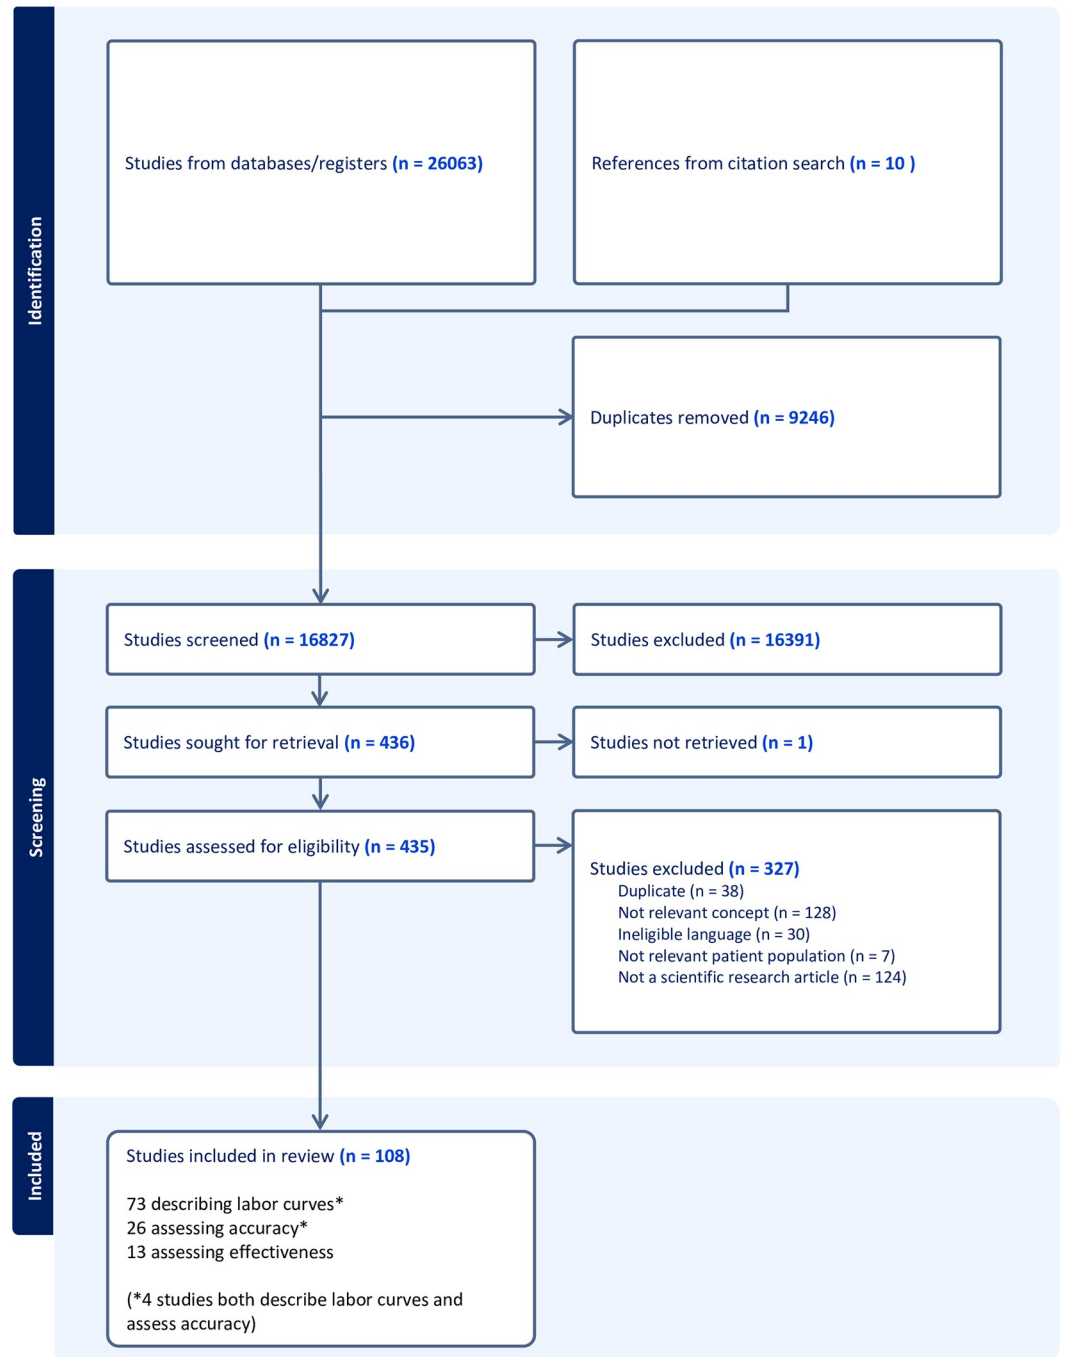 Identification
Studies from databases/registers (n = 26063)
References from citation search (n = 10 )
Duplicates removed (n = 9246)
Screening
Studies screened (n = 16827)
Studies excluded (n = 16391)
Studies sought for retrieval (n = 436)
Studies not retrieved (n = 1)
Studies assessed for eligibility (n = 435)
Studies excluded (n = 327)
Duplicate (n = 38)
Not relevant concept (n = 128)
Ineligible language (n = 30)
Not relevant patient population (n = 7)
Not a scientific research article (n = 124)
Included
Studies included in review (n = 108)
73 describing labor curves*
26 assessing accuracy*
13 assessing effectiveness
(*4 studies both describe labor curves and
assess accuracy)